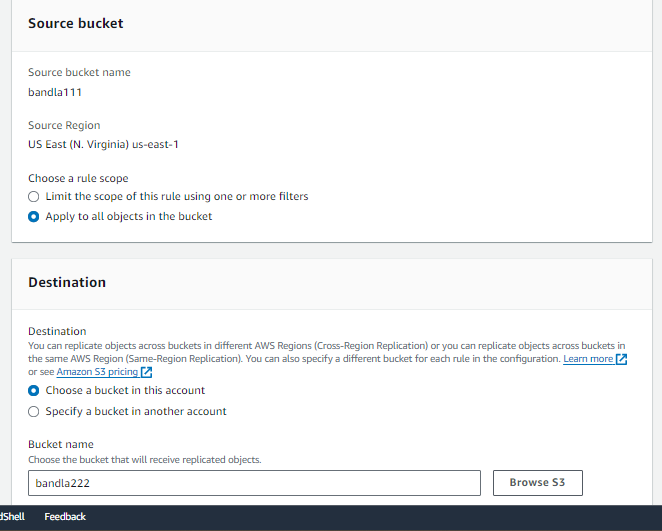 Source bucket
Source bucket name
bandla111
Source Region
US East (N. Virginia) us-east-1
Choose a rule scope
Limit the scope of this rule using one or more filters
Apply to all objects in the bucket
Destination
Destination
You can replicate objects across buckets in different AWS Regions (Cross-Region Replication) or you can replicate objects across buckets in
the same AWS Region (Same-Region Replication). You can also specify a different bucket for each rule in the configuration. Learn more
or see Amazon S3 pricing
Choose a bucket in this account
Specify a bucket in another account
Bucket name
Choose the bucket that will receive replicated objects.
bandla222 Browse S3
dShell Feedback